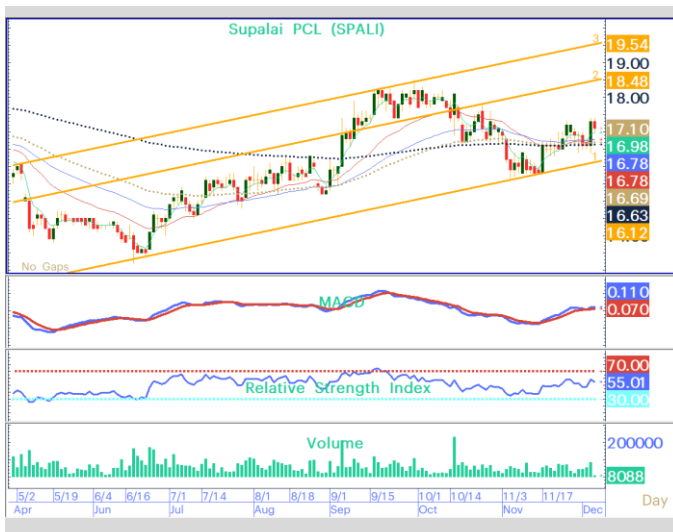 Supalai PCL (SPALI)
3
19.54
19.00
2
18.48
18.00
17.10
16.98
16.78
1
16.78
16.69
16.63
16.12
No Gaps
MACD
0.110
0.070
70.00
Relative Strength Index
55.01
30.00
Volume
200000
8088
5/2 5/19 6/4 6/16 7/1 7/14 8/1 8/18 9/1 9/15 10/1 10/14 11/3 11/17
Apr Jun Jul Aug Sep Oct Nov Dec
Day